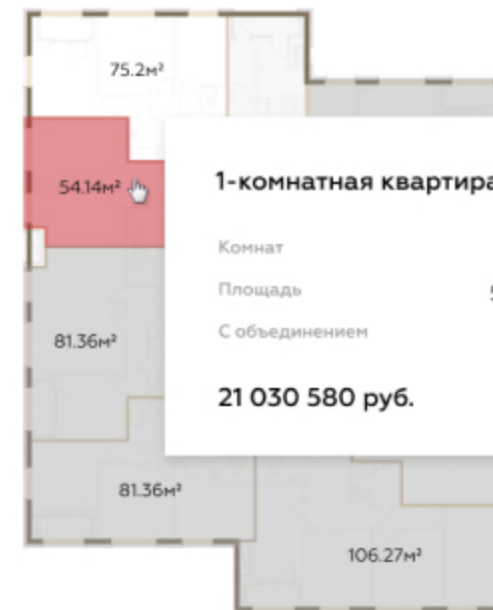 75.2м²
54.14м²
1-комнатная квартира
Комнат
Площадь
С объединением
21 030 580 руб.
81.36м²
81.36м²
106.27м²